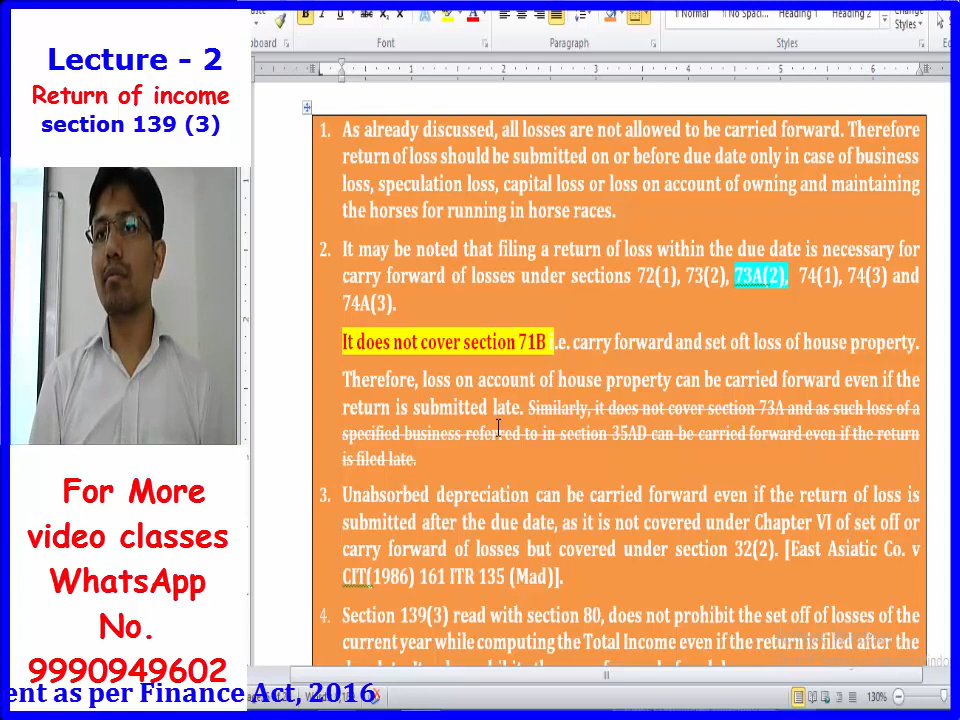 Lecture - 2
Return of income
section 139 (3)
For More
video classes
WhatsApp
No.
9990949602
ent as per Finance Act, 2016
Paste
B I U abc x, x² A
Font
Paragraph
Styles
¶ Normal
¶ No Spaci...
Heading 1
Heading 2
Change
Styles
Select
1. As already discussed, all losses are not allowed to be carried forward. Therefore
return of loss should be submitted on or before due date only in case of business
loss, speculation loss, capital loss or loss on account of owning and maintaining
the horses for running in horse races.
2. It may be noted that filing a return of loss within the due date is necessary for
carry forward of losses under sections 72(1), 73(2), 73A(2), 74(1), 74(3) and
74A(3).
It does not cover section 71B i.e. carry forward and set oft loss of house property.
Therefore, loss on account of house property can be carried forward even if the
return is submitted late. Similarly, it does not cover section 73A and as such loss of a
specified business referred to in section 35AD can be carried forward even if the return
is filed late.
3. Unabsorbed depreciation can be carried forward even if the return of loss is
submitted after the due date, as it is not covered under Chapter VI of set off or
carry forward of losses but covered under section 32(2). [East Asiatic Co. v
CIT(1986) 161 ITR 135 (Mad)].
4. Section 139(3) read with section 80, does not prohibit the set off of losses of the
current year while computing the Total Income even if the return is filed after the
130%